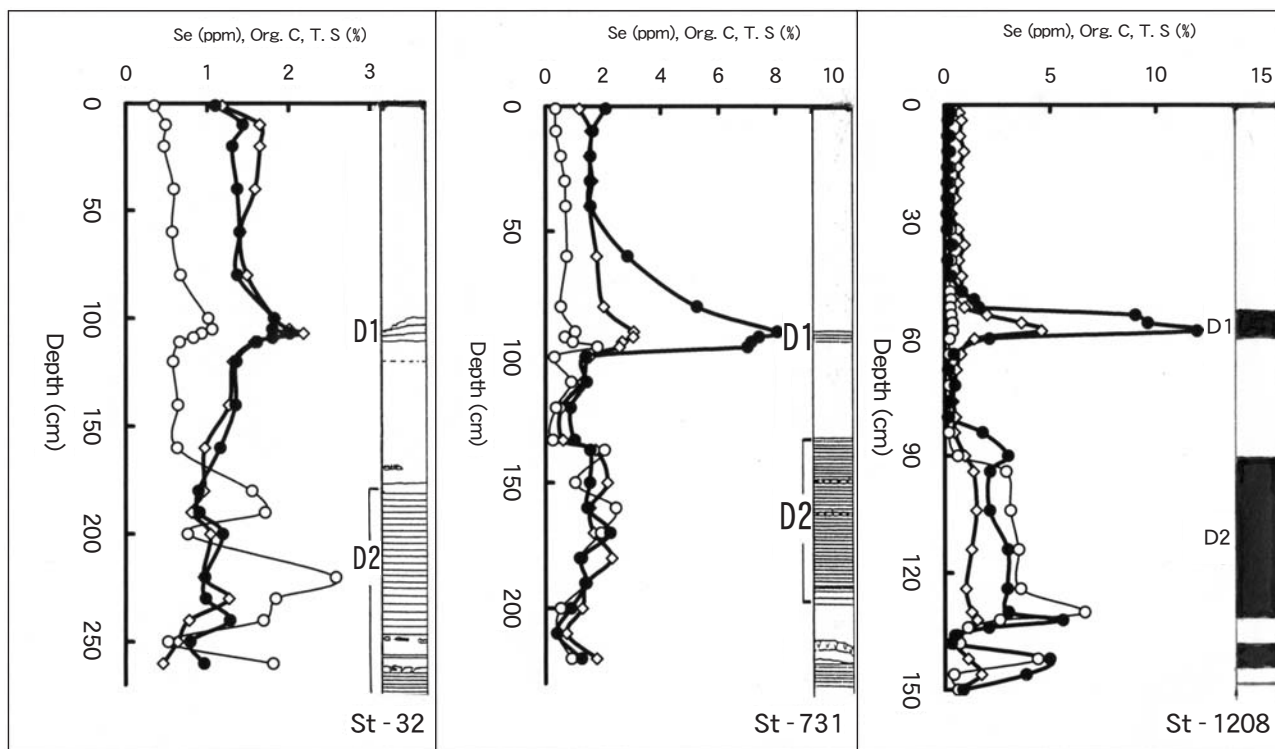 Se (ppm), Org. C, T. S (%)
0 1 2 3
0
50
100
150
200
250
Depth (cm)
D1
D2
St - 32
Se (ppm), Org. C, T. S (%)
0 2 4 6 8 10
0
50
100
150
200
Depth (cm)
D1
D2
St - 731
Se (ppm), Org. C, T. S (%)
0 5 10 15
0
30
60
90
120
150
Depth (cm)
D1
D2
St - 1208